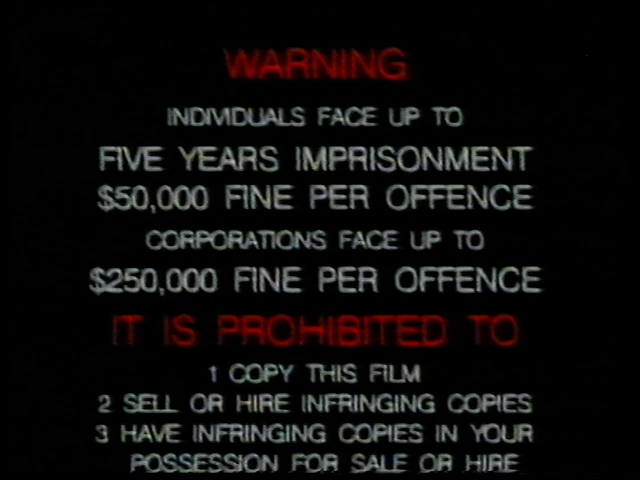 WARNING
INDIVIDUALS FACE UP TO
FIVE YEARS IMPRISONMENT
$50,000 FINE PER OFFENCE
CORPORATIONS FACE UP TO
$250,000 FINE PER OFFENCE
IT IS PROHIBITED TO
1 COPY THIS FILM
2 SELL OR HIRE INFRINGING COPIES
3 HAVE INFRINGING COPIES IN YOUR
POSSESSION FOR SALE OR HIRE